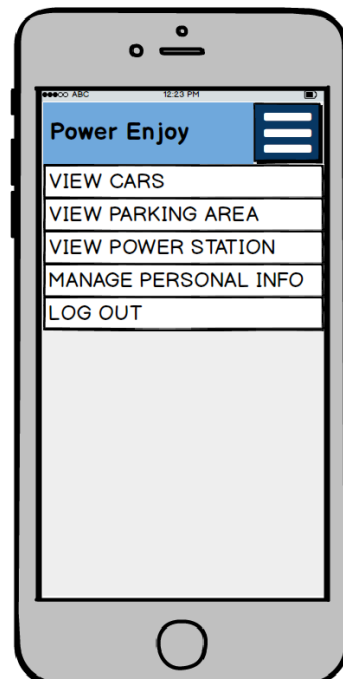 ●●●○○ ABC 12:23 PM
Power Enjoy
VIEW CARS
VIEW PARKING AREA
VIEW POWER STATION
MANAGE PERSONAL INFO
LOG OUT